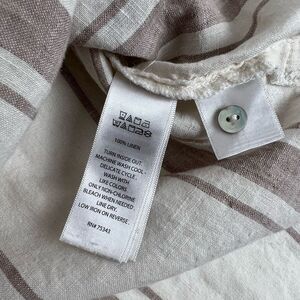 100% LINEN
TURN INSIDE OUT.
MACHINE WASH COOL-
DELICATE CYCLE.
WASH WITH
LIKE COLORS.
ONLY NON-CHLORINE
BLEACH WHEN NEEDED
LINE DRY.
LOW IRON ON REVERSE.
RN# 75343